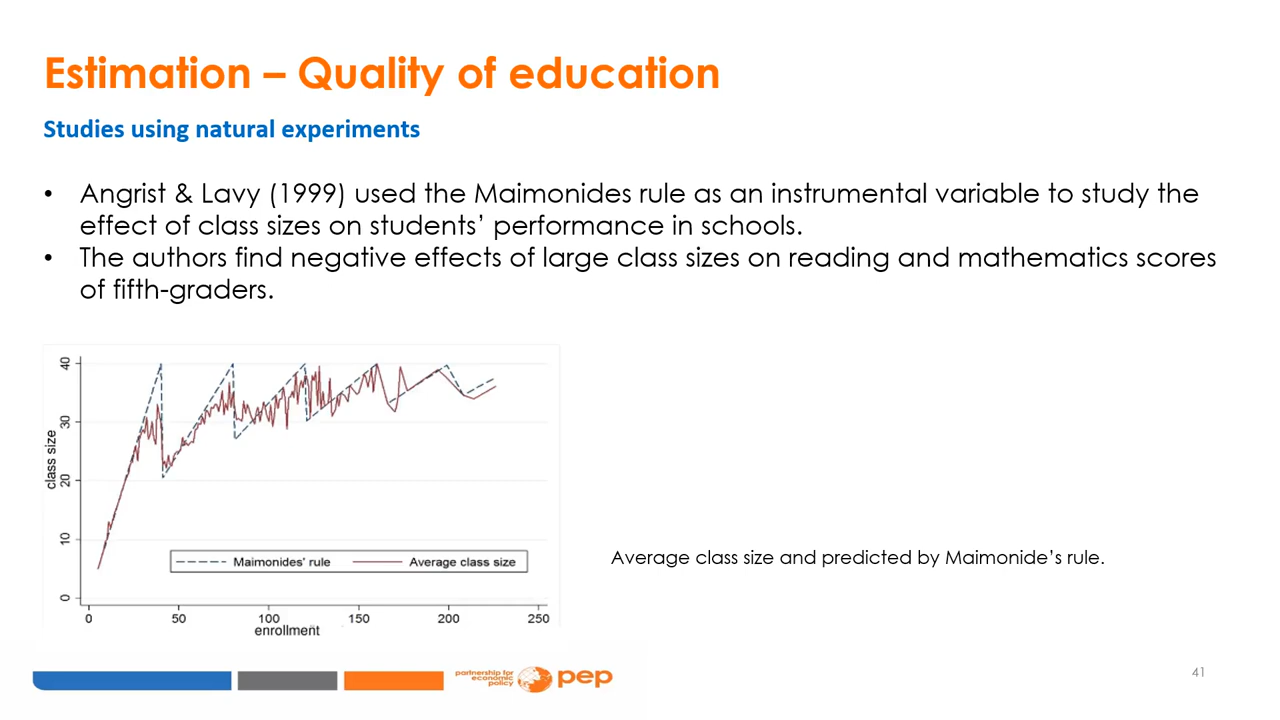 Estimation – Quality of education
Studies using natural experiments
• Angrist & Lavy (1999) used the Maimonides rule as an instrumental variable to study the
effect of class sizes on students’ performance in schools.
• The authors find negative effects of large class sizes on reading and mathematics scores
of fifth-graders.
40
30
20
10
0
class size
Maimonides' rule
Average class size
0 50 100 150 200 250
enrollment
Average class size and predicted by Maimonide’s rule.
partnership for
economic
policy
pep
41